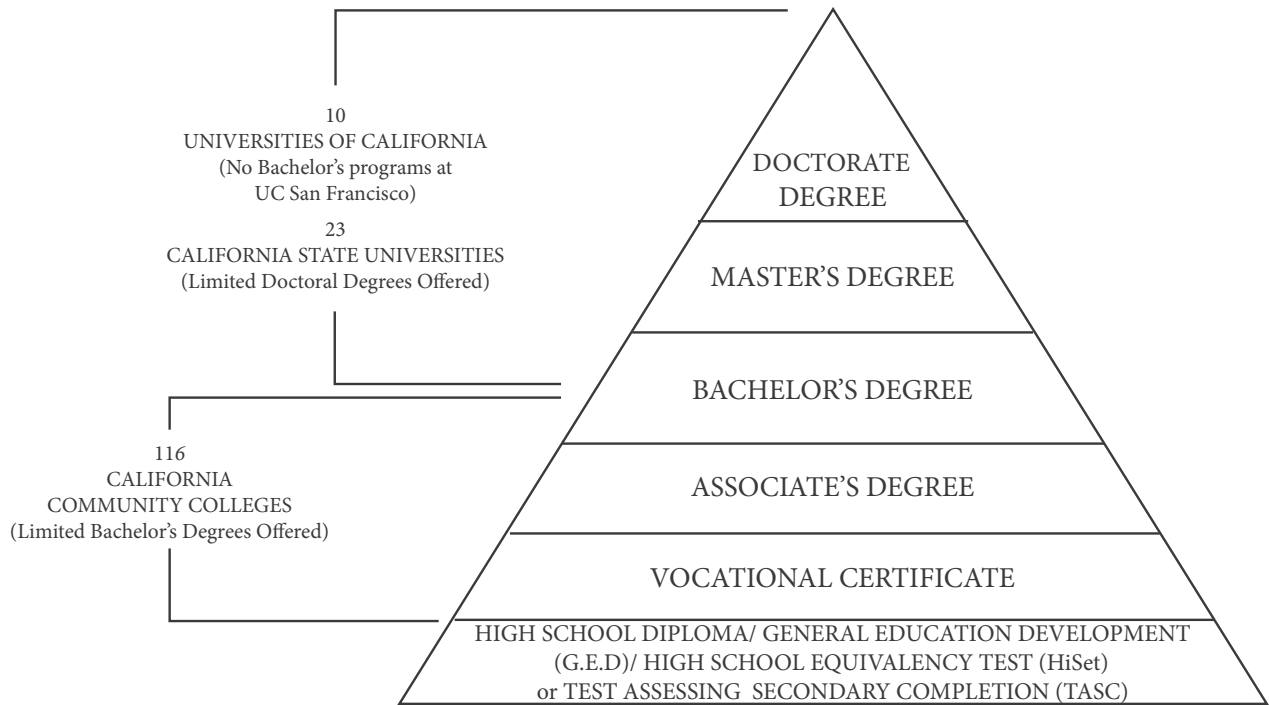 10
UNIVERSITIES OF CALIFORNIA
(No Bachelor's programs at
UC San Francisco)
23
CALIFORNIA STATE UNIVERSITIES
(Limited Doctoral Degrees Offered)
116
CALIFORNIA
COMMUNITY COLLEGES
(Limited Bachelor's Degrees Offered)
DOCTORATE
DEGREE
MASTER'S DEGREE
BACHELOR'S DEGREE
ASSOCIATE'S DEGREE
VOCATIONAL CERTIFICATE
HIGH SCHOOL DIPLOMA/ GENERAL EDUCATION DEVELOPMENT
(G.E.D)/ HIGH SCHOOL EQUIVALENCY TEST (HiSet)
or TEST ASSESSING SECONDARY COMPLETION (TASC)